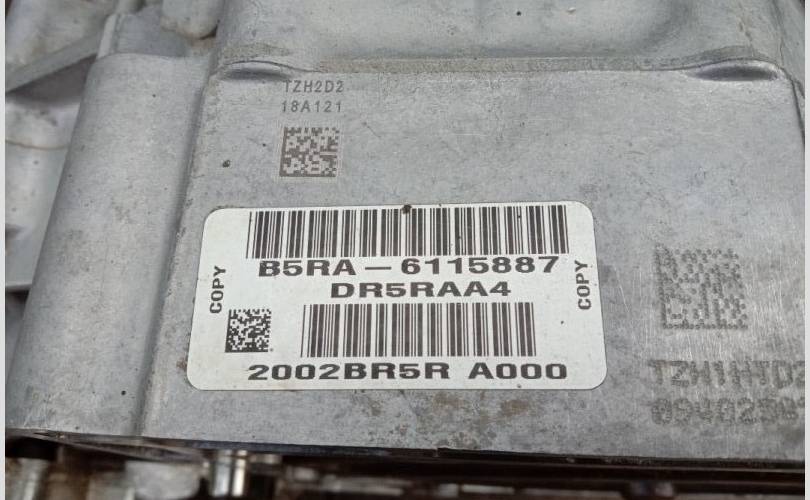 TZH2D2
18A121
B5RA-6115887
DR5RAA4
COPY
COPY
2002BR5R A000